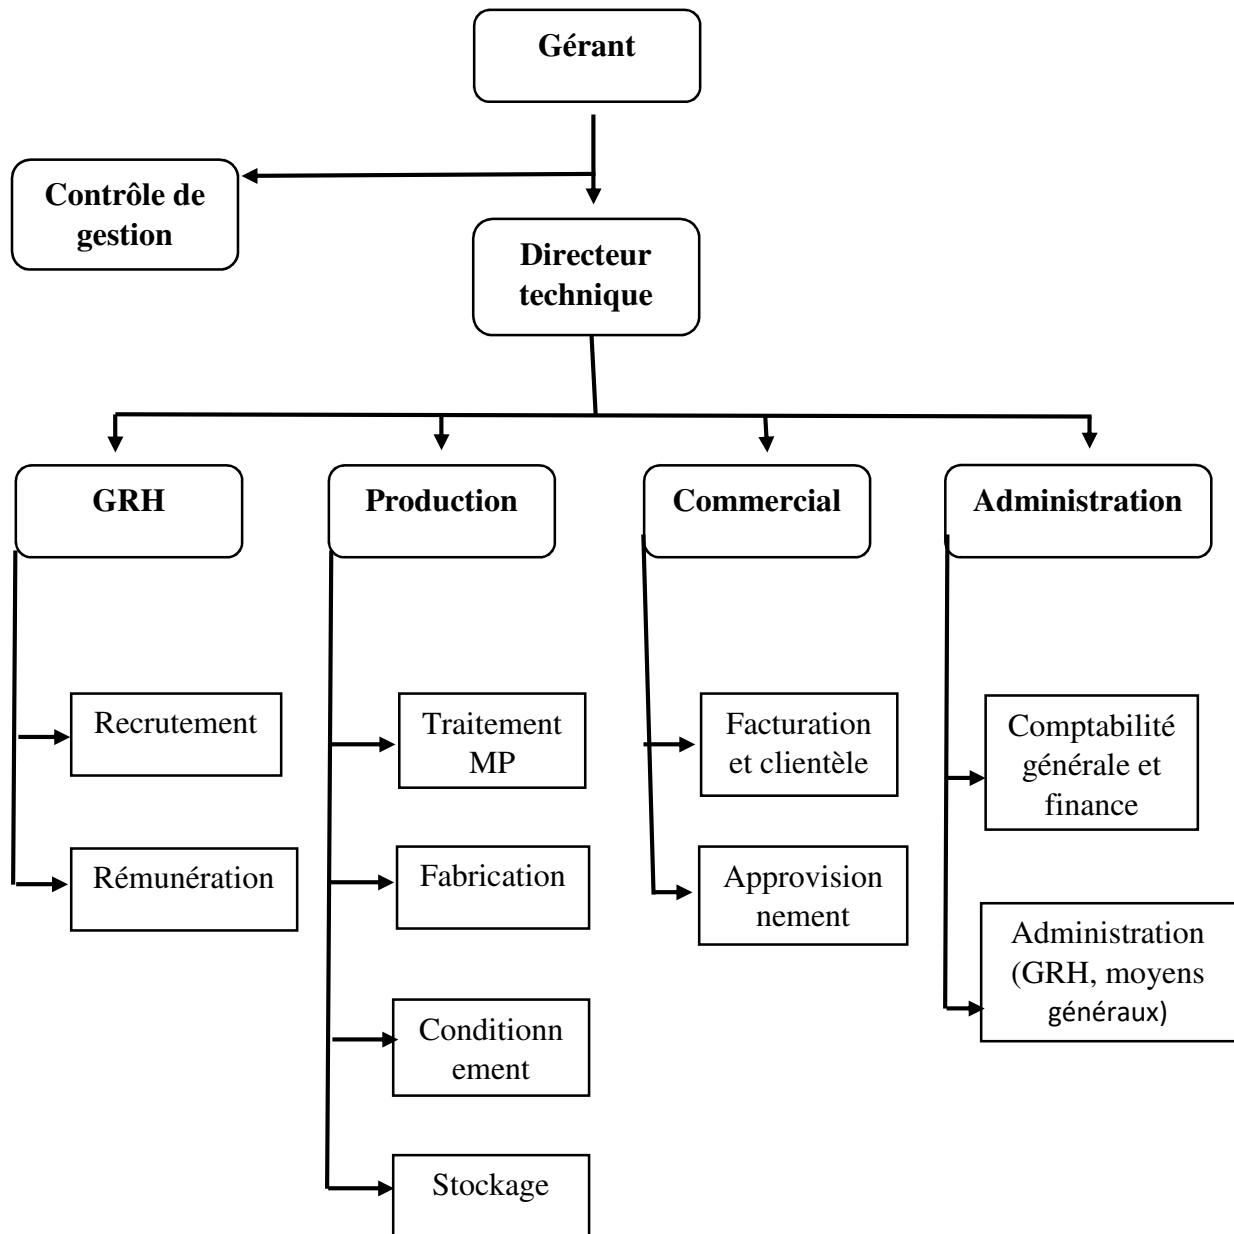 Gérant
Contrôle de
gestion
Directeur
technique
GRH
Production
Commercial
Administration
Recrutement
Rémunération
Traitement
MP
Fabrication
Conditionn
ement
Stockage
Facturation
et clientèle
Approvision
nement
Comptabilité
générale et
finance
Administration
(GRH, moyens
généraux)